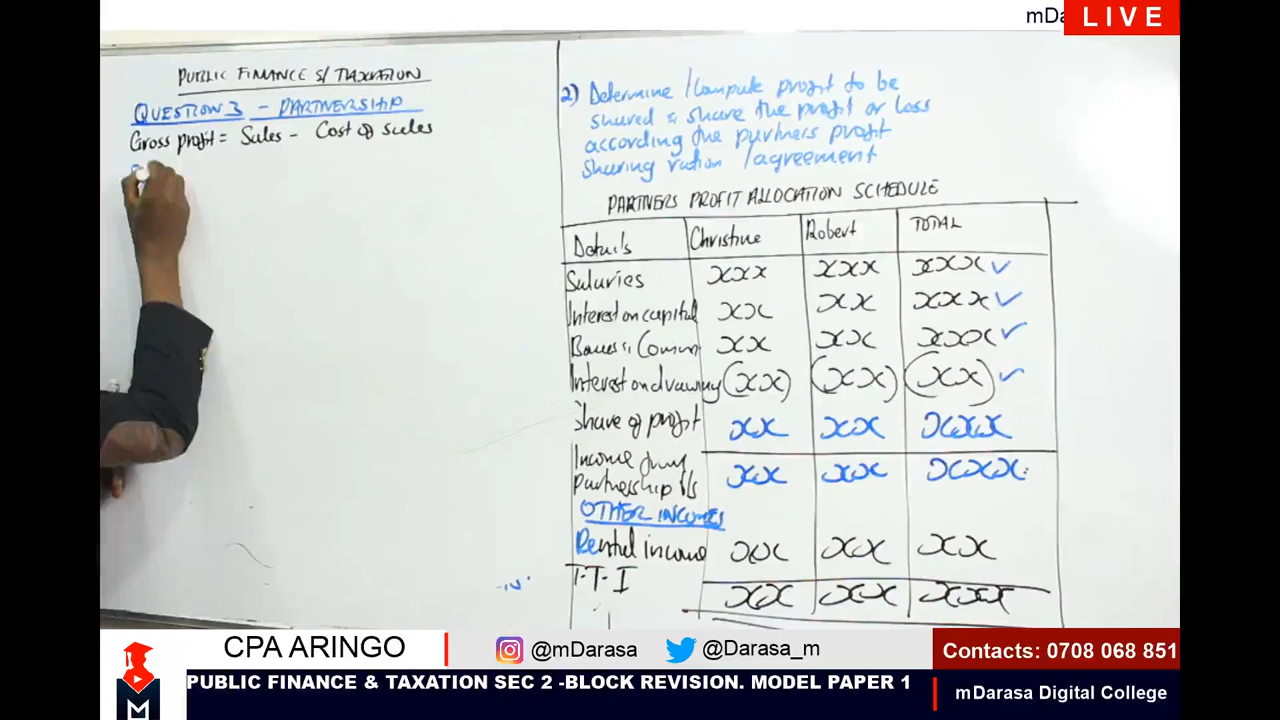 mDa
LIVE
PUBLIC FINANCE & TAXATION
QUESTION 3 - PARTNERSHIP
Gross profit = Sales - Cost of sales
2) Determine / Compute profit to be
shared & share the profit or loss
according the partners profit
sharing ration / agreement
PARTNERS PROFIT ALLOCATION SCHEDULE
Details Christine Robert TOTAL
Salaries xxx xxx xxx ✓
Interest on capital xx xx xxx ✓
& Comm xx xx xxx ✓
Interest on drawing (xx) (xx) (xx) ✓
Share of profit xx xx xxx
Income from
partnership xx xx xxx
OTHER INCOMES
Rental income xx xx xx
T.T.I xx xx xxx
CPA ARINGO @mDarasa @Darasa_m Contacts: 0708 068 851
PUBLIC FINANCE & TAXATION SEC 2 -BLOCK REVISION. MODEL PAPER 1 mDarasa Digital College